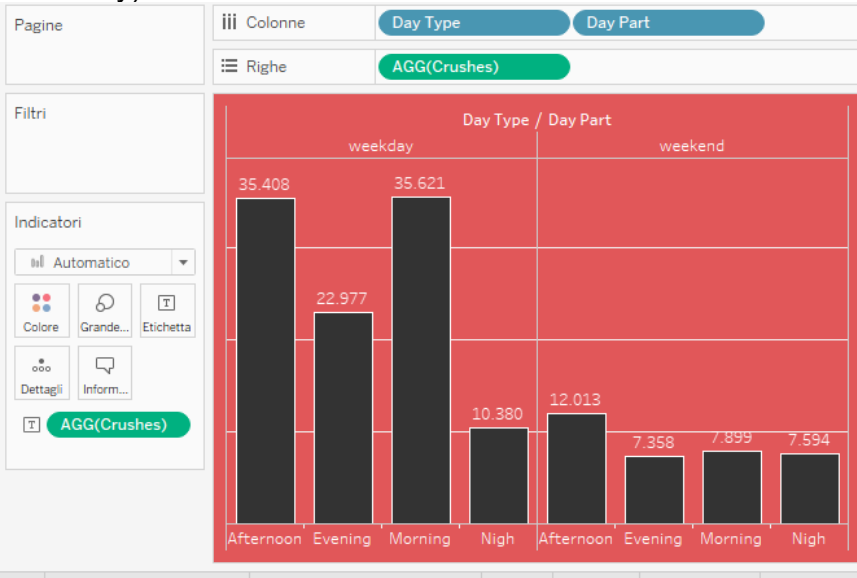 Pagine
Colonne
Day Type
Day Part
Righe
AGG(Crushes)
Filtri
Indicatori
Automatico
Colore
Grande...
Etichetta
Dettagli
Inform...
AGG(Crushes)
Day Type / Day Part
weekday
weekend
35.408
22.977
35.621
10.380
12.013
7.358
7.899
7.594
Afternoon
Evening
Morning
Nigh
Afternoon
Evening
Morning
Nigh